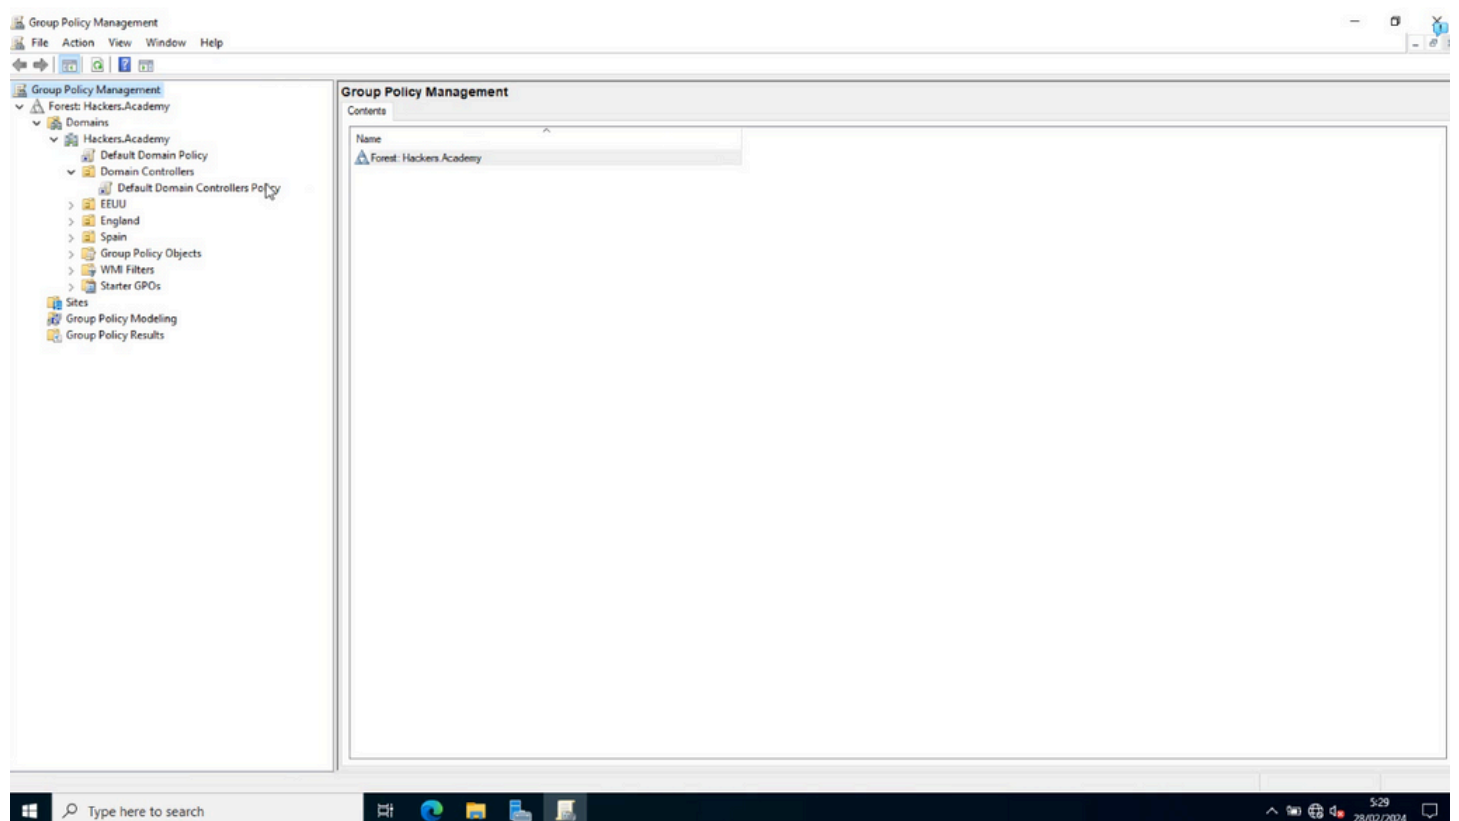 Group Policy Management
File Action View Window Help
Group Policy Management
Forest: Hackers.Academy
Domains
Hackers.Academy
Default Domain Policy
Domain Controllers
Default Domain Controllers Policy
EEUU
England
Spain
Group Policy Objects
WMI Filters
Starter GPOs
Sites
Group Policy Modeling
Group Policy Results
Group Policy Management
Contents
Name
Forest: Hackers.Academy
Type here to search
5:29
28/02/2024